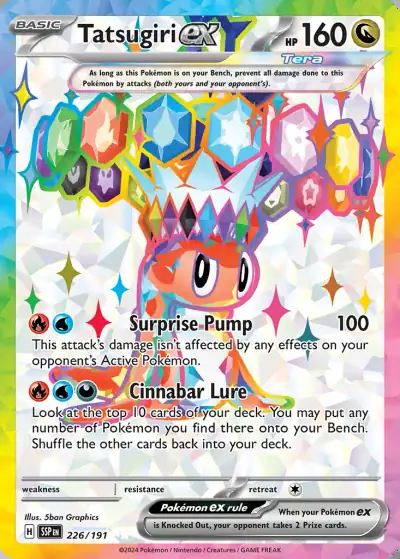 BASIC
Tatsugiri ex
HP 160
Tera
As long as this Pokémon is on your Bench, prevent all damage done to this
Pokémon by attacks (both yours and your opponent's).
Surprise Pump 100
This attack's damage isn't affected by any effects on your
opponent's Active Pokémon.
Cinnabar Lure
Look at the top 10 cards of your deck. You may put any
number of Pokémon you find there onto your Bench.
Shuffle the other cards back into your deck.
weakness resistance retreat
Illus. 5ban Graphics
H SSP EN 226/191
Pokémon ex rule
When your Pokémon ex
is Knocked Out, your opponent takes 2 Prize cards.
©2024 Pokémon / Nintendo / Creatures / GAME FREAK